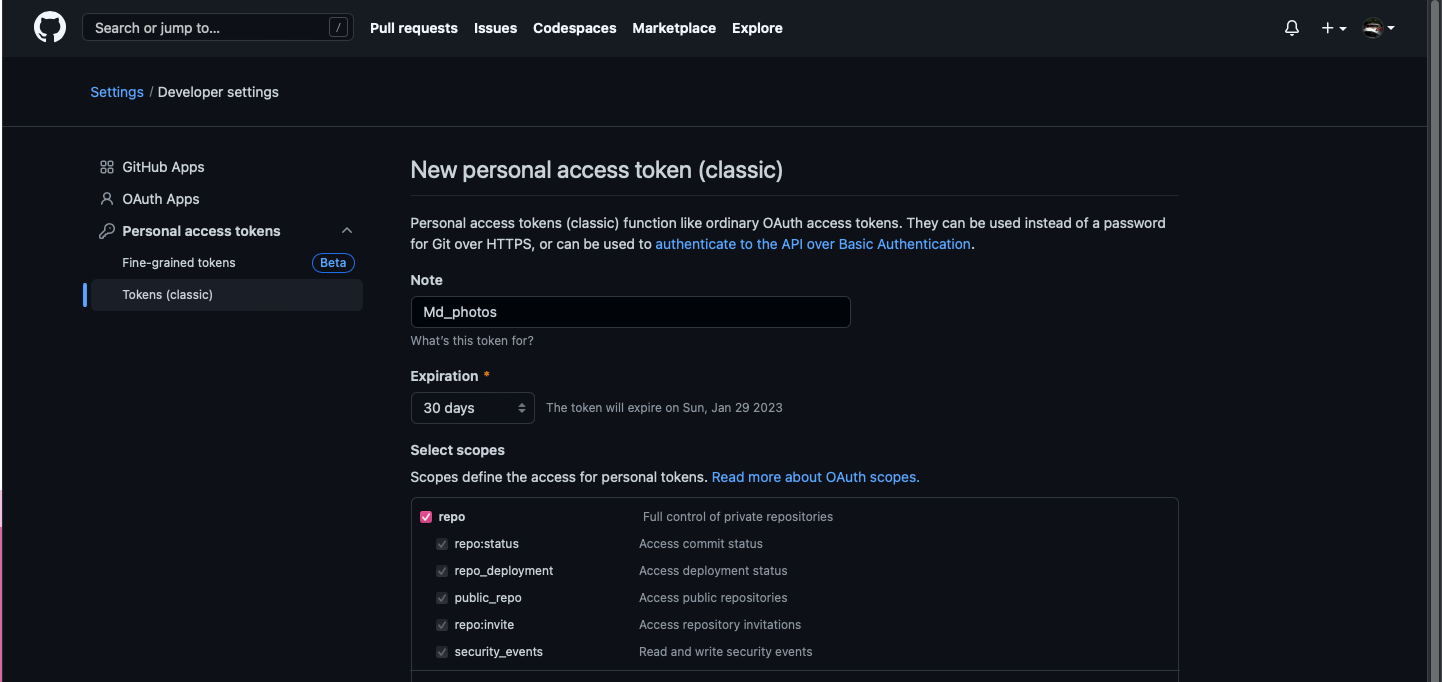 Search or jump to... /
Pull requests Issues Codespaces Marketplace Explore
Settings / Developer settings
GitHub Apps
OAuth Apps
Personal access tokens
Fine-grained tokens Beta
Tokens (classic)
New personal access token (classic)
Personal access tokens (classic) function like ordinary OAuth access tokens. They can be used instead of a password
for Git over HTTPS, or can be used to authenticate to the API over Basic Authentication.
Note
Md_photos
What's this token for?
Expiration *
30 days The token will expire on Sun, Jan 29 2023
Select scopes
Scopes define the access for personal tokens. Read more about OAuth scopes.
repo Full control of private repositories
repo:status Access commit status
repo_deployment Access deployment status
public_repo Access public repositories
repo:invite Access repository invitations
security_events Read and write security events